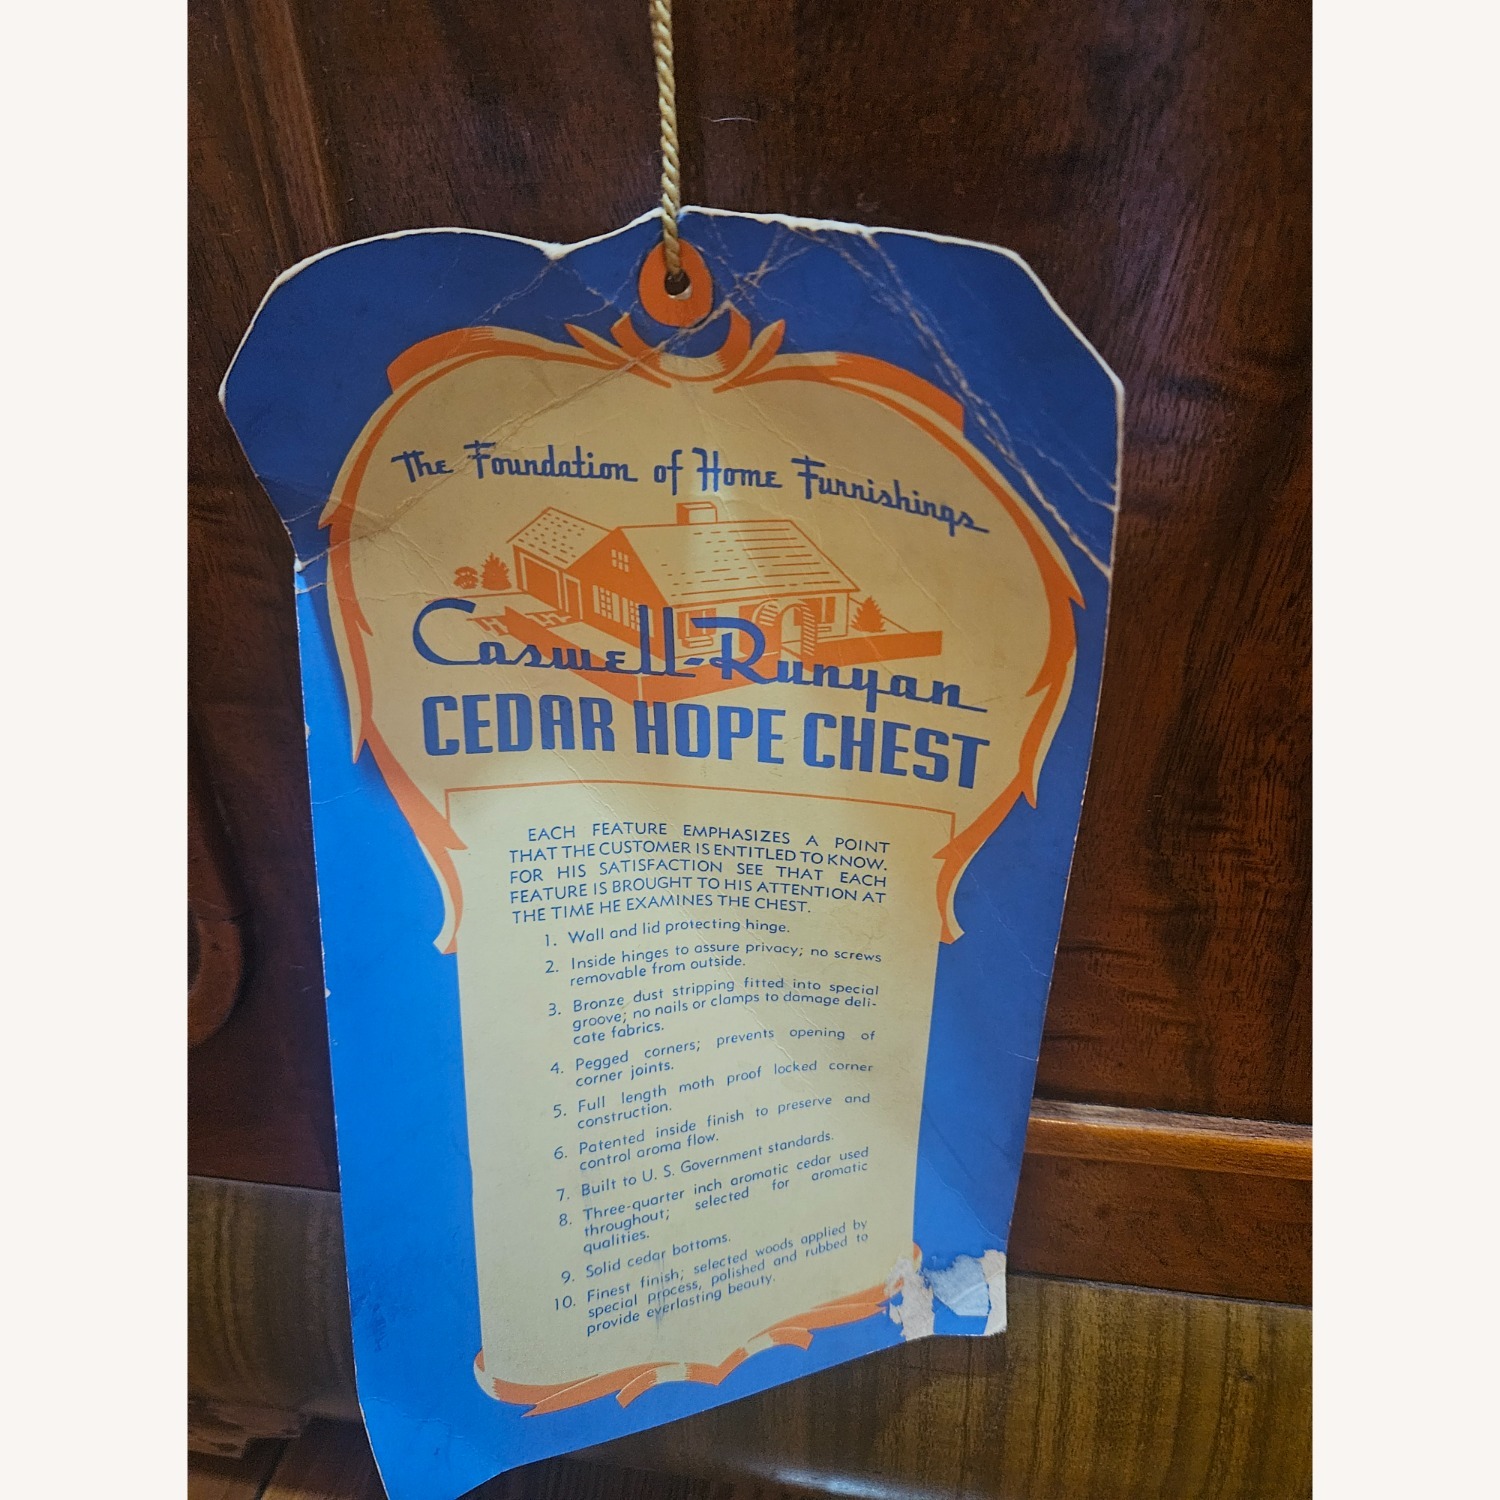 The Foundation of Home Furnishings
Caswell-Runyan
CEDAR HOPE CHEST
EACH FEATURE EMPHASIZES A POINT
THAT THE CUSTOMER IS ENTITLED TO KNOW.
FOR HIS SATISFACTION SEE THAT EACH
FEATURE IS BROUGHT TO HIS ATTENTION AT
THE TIME HE EXAMINES THE CHEST.
1. Wall and lid protecting hinge.
2. Inside hinges to assure privacy; no screws
removable from outside.
3. Bronze dust stripping fitted into special
groove; no nails or clamps to damage deli-
cate fabrics.
4. Pegged corners; prevents opening of
corner joints.
5. Full length moth proof locked corner
construction.
6. Patented inside finish to preserve and
control aroma flow.
7. Built to U. S. Government standards.
8. Three-quarter inch aromatic cedar used
throughout; selected for aromatic
qualities.
9. Solid cedar bottoms.
10. Finest finish; selected woods applied by
special process, polished and rubbed to
provide everlasting beauty.